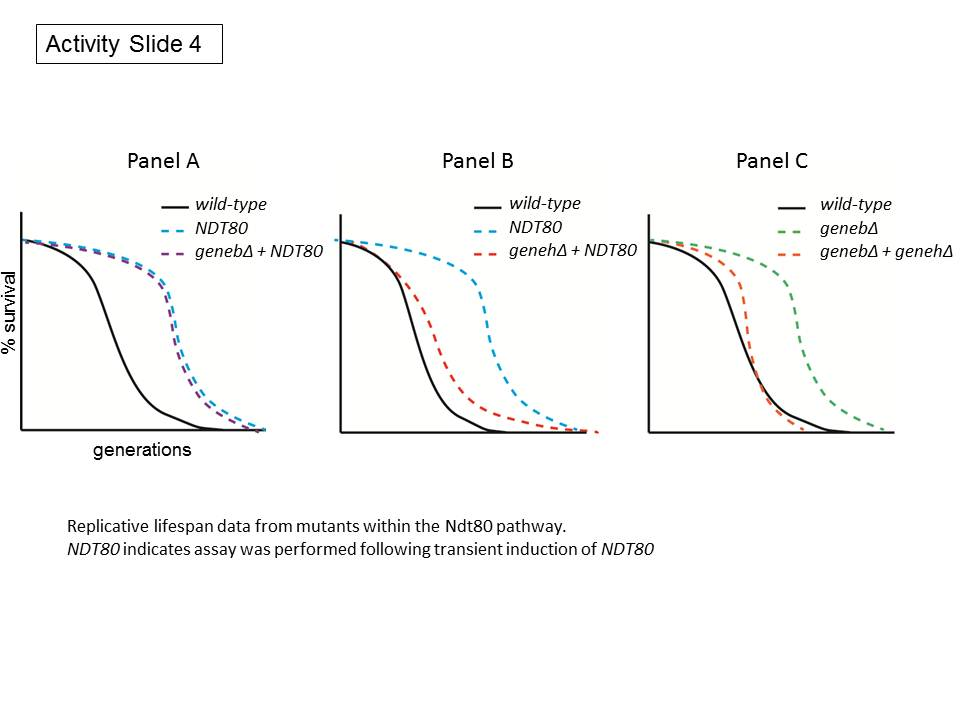 Activity Slide 4
Panel A
wild-type
NDT80
genebΔ + NDT80
% survival
generations
Panel B
wild-type
NDT80
genehΔ + NDT80
Panel C
wild-type
genebΔ
genebΔ + genehΔ
Replicative lifespan data from mutants within the Ndt80 pathway.
NDT80 indicates assay was performed following transient induction of NDT80